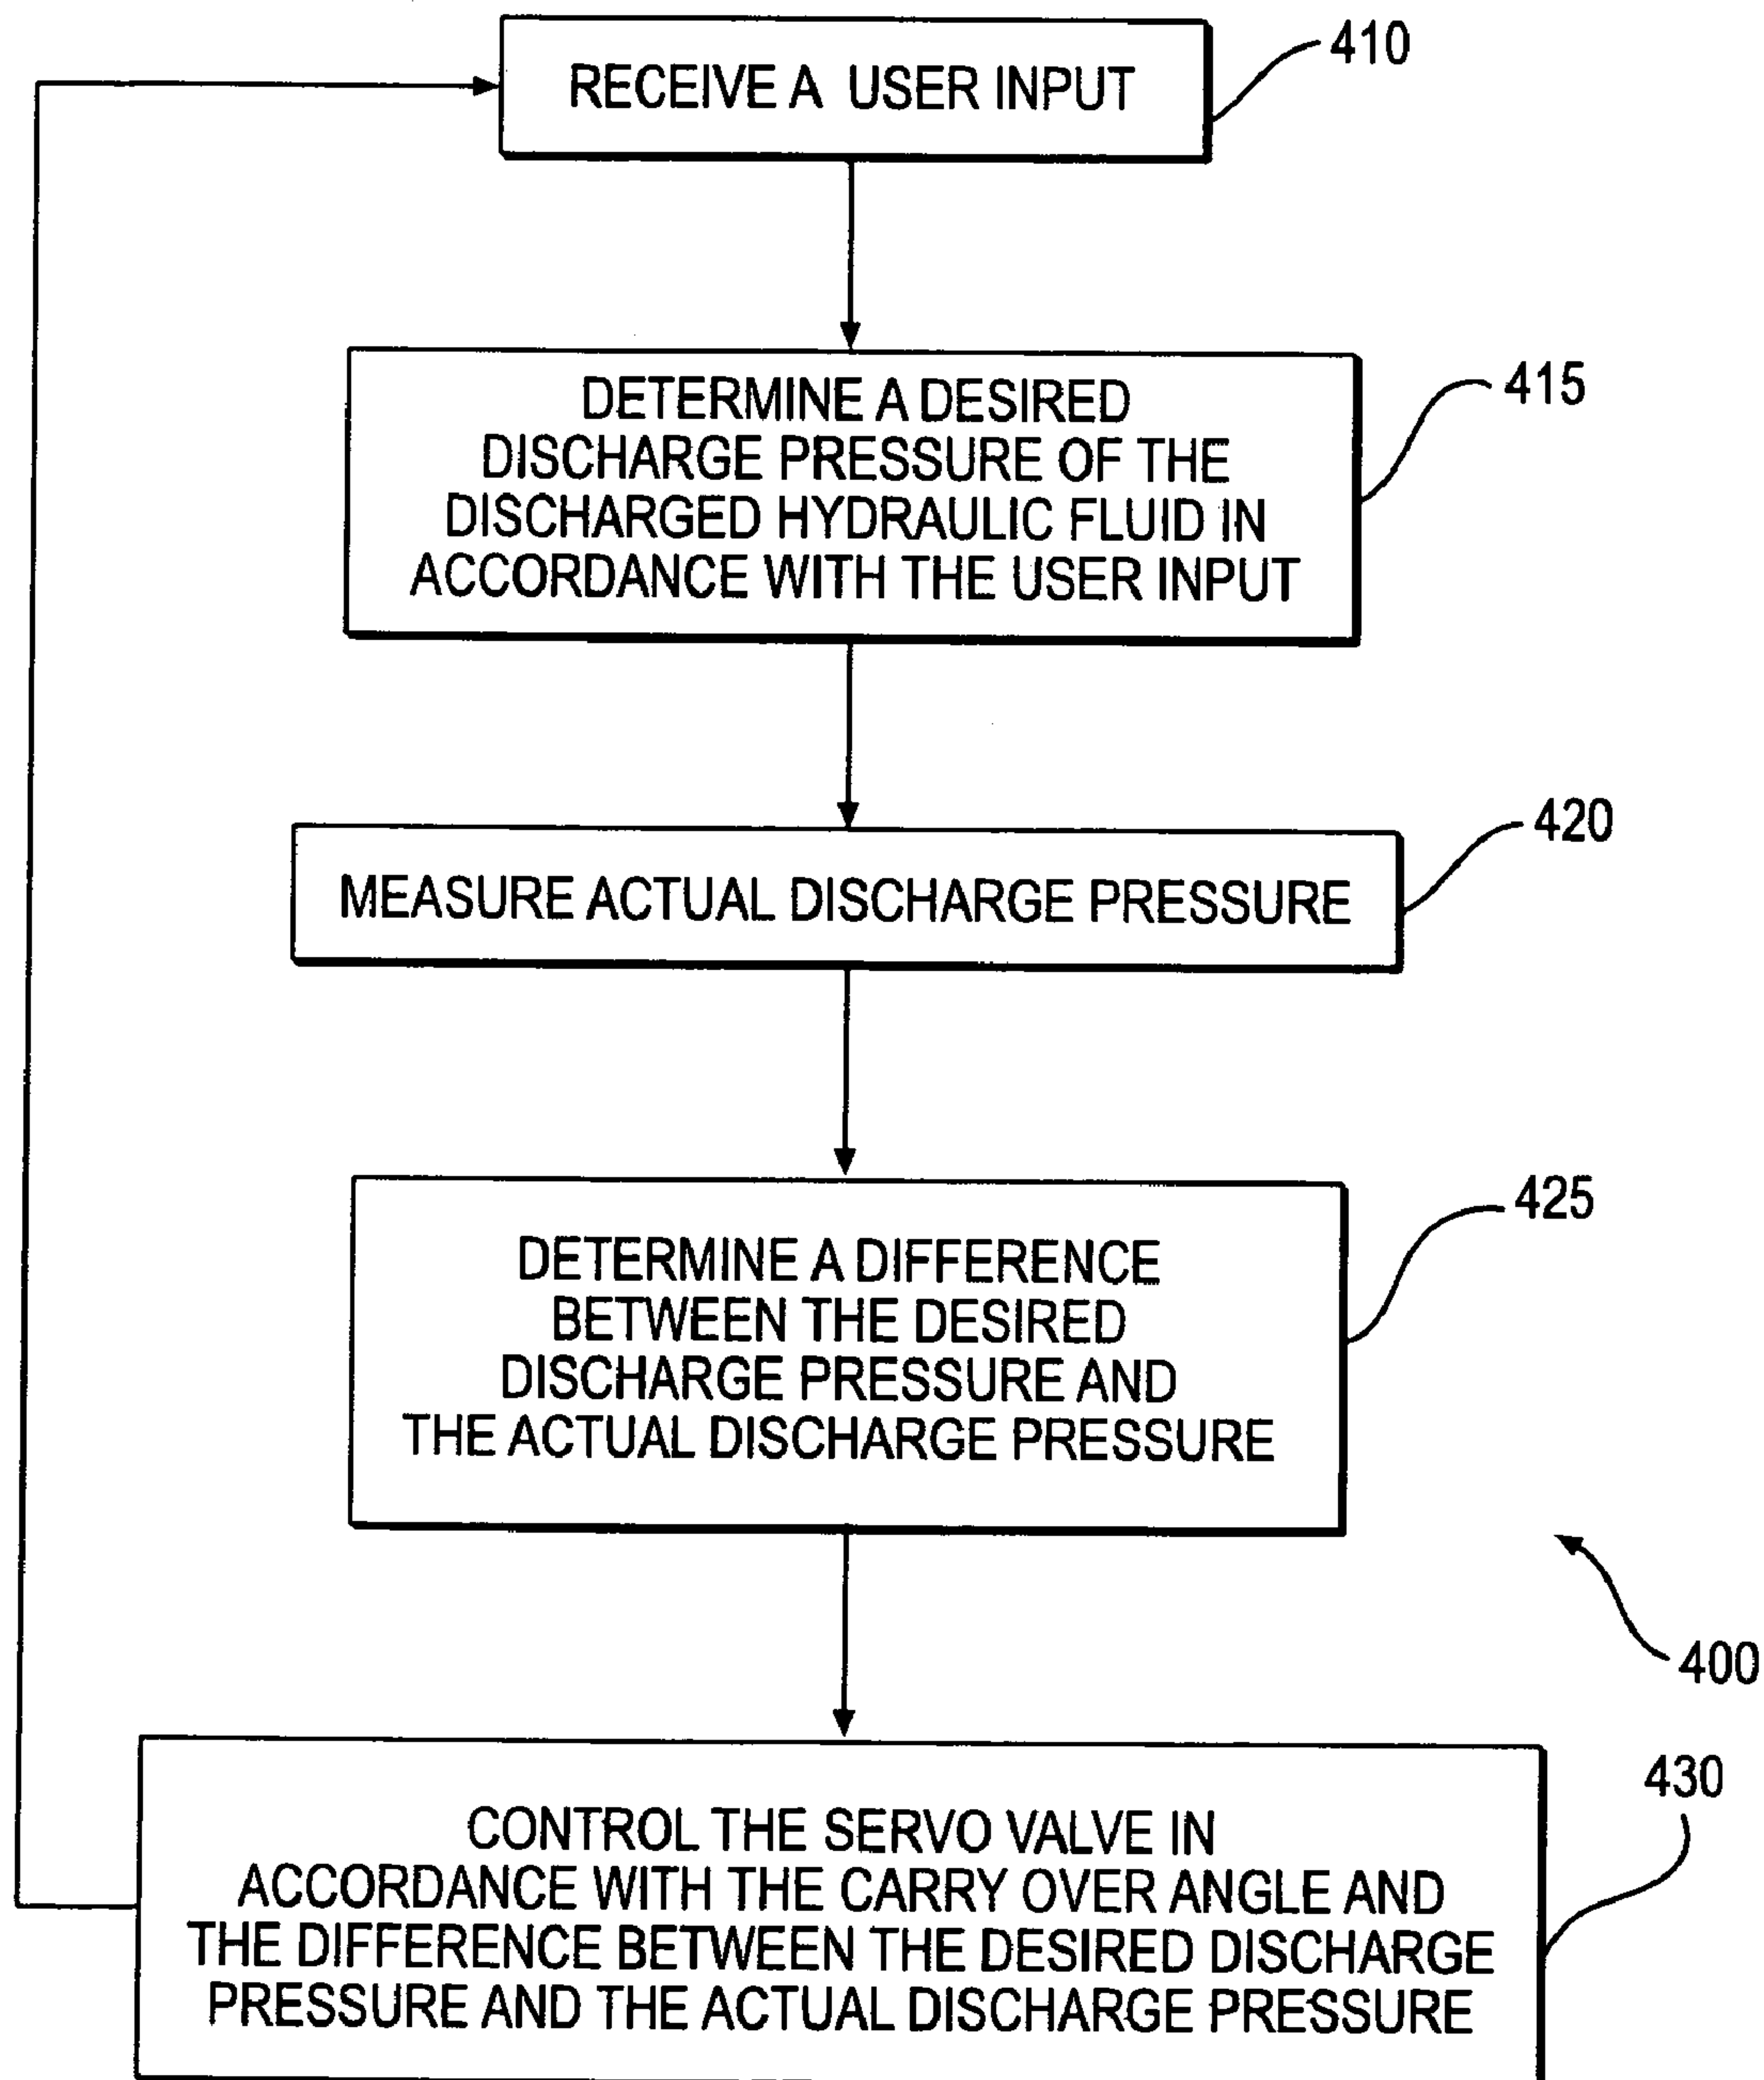 RECEIVE A USER INPUT
410
DETERMINE A DESIRED
DISCHARGE PRESSURE OF THE
DISCHARGED HYDRAULIC FLUID IN
ACCORDANCE WITH THE USER INPUT
415
MEASURE ACTUAL DISCHARGE PRESSURE
420
DETERMINE A DIFFERENCE
BETWEEN THE DESIRED
DISCHARGE PRESSURE AND
THE ACTUAL DISCHARGE PRESSURE
425
400
CONTROL THE SERVO VALVE IN
ACCORDANCE WITH THE CARRY OVER ANGLE AND
THE DIFFERENCE BETWEEN THE DESIRED DISCHARGE
PRESSURE AND THE ACTUAL DISCHARGE PRESSURE
430